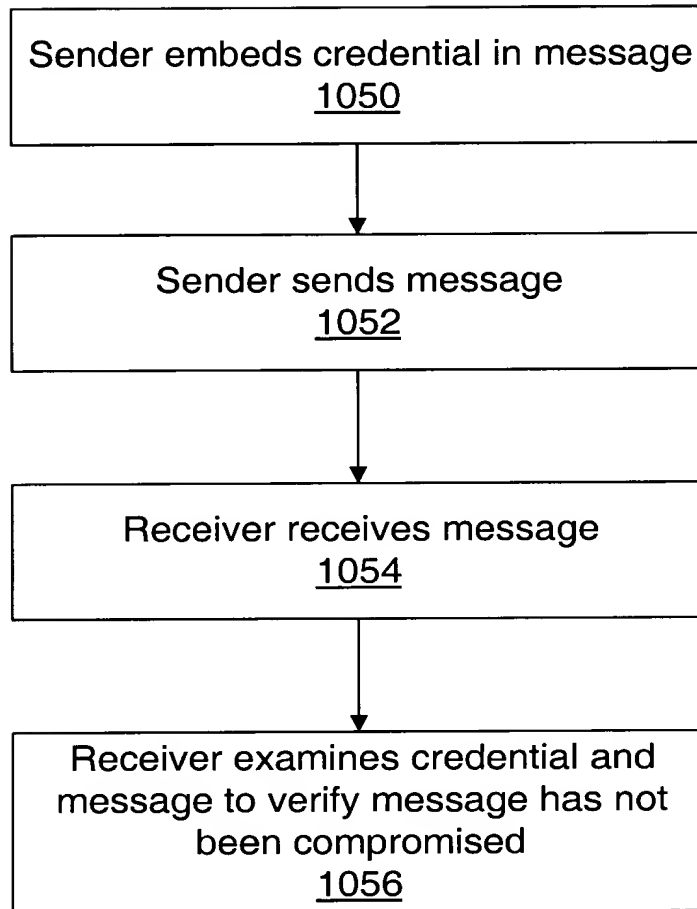 Sender embeds credential in message
1050
Sender sends message
1052
Receiver receives message
1054
Receiver examines credential and
message to verify message has not
been compromised
1056